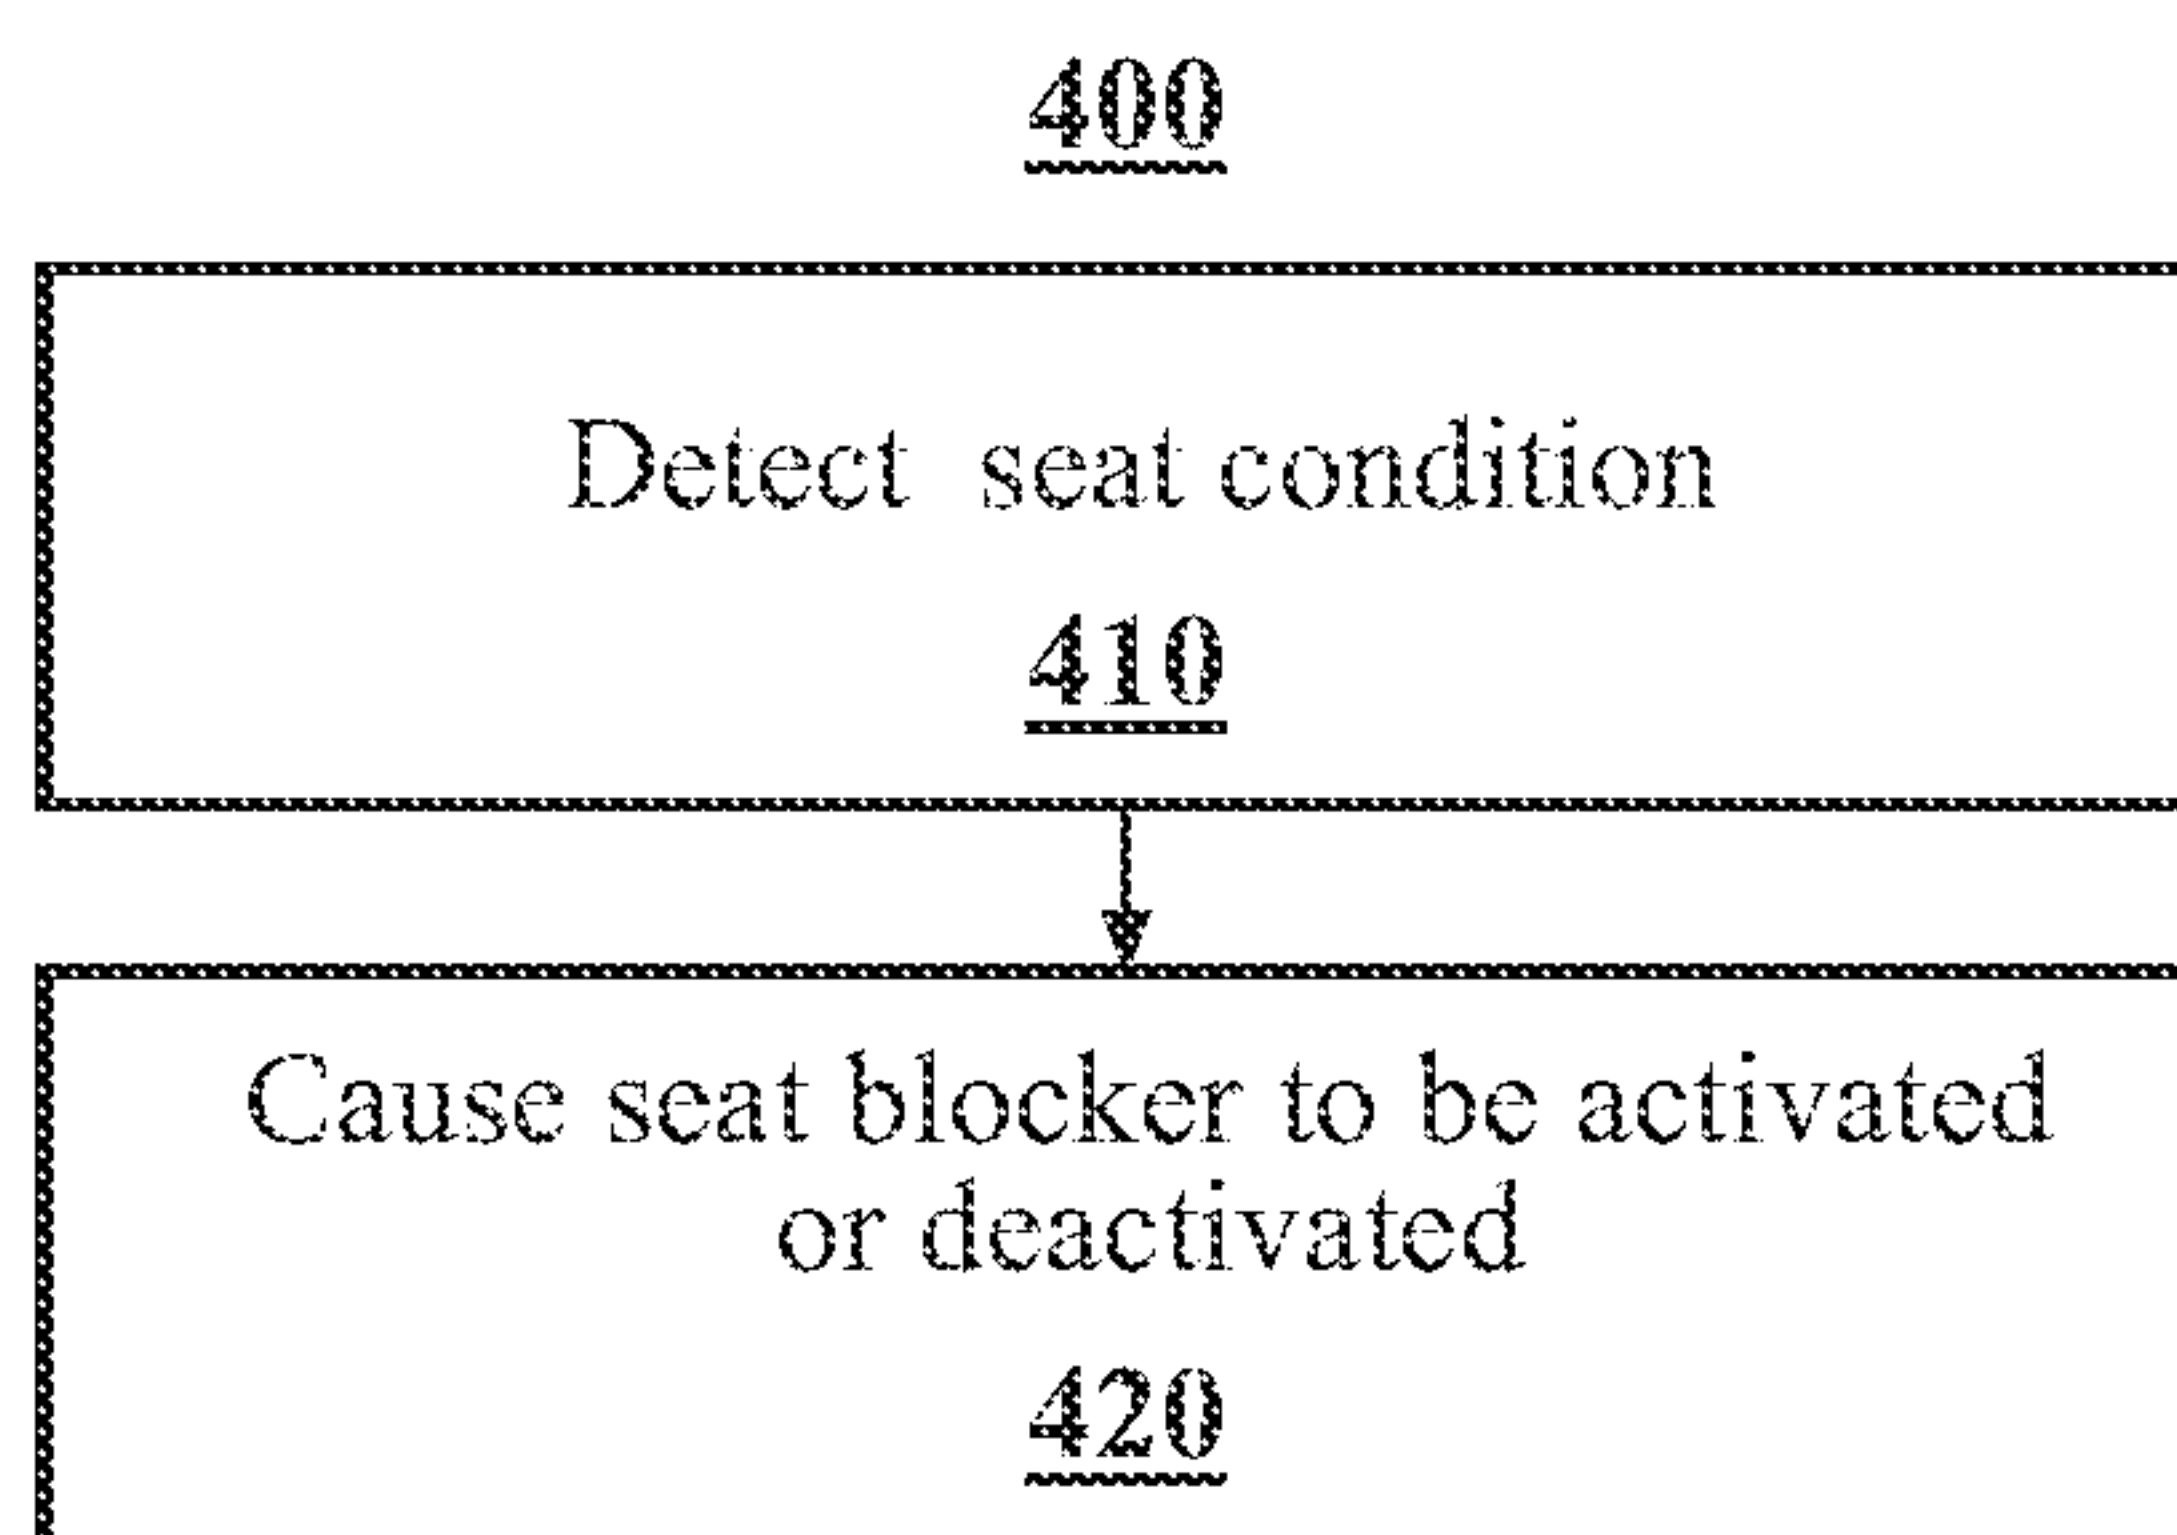 400
Detect seat condition
410
Cause seat blocker to be activated
or deactivated
420